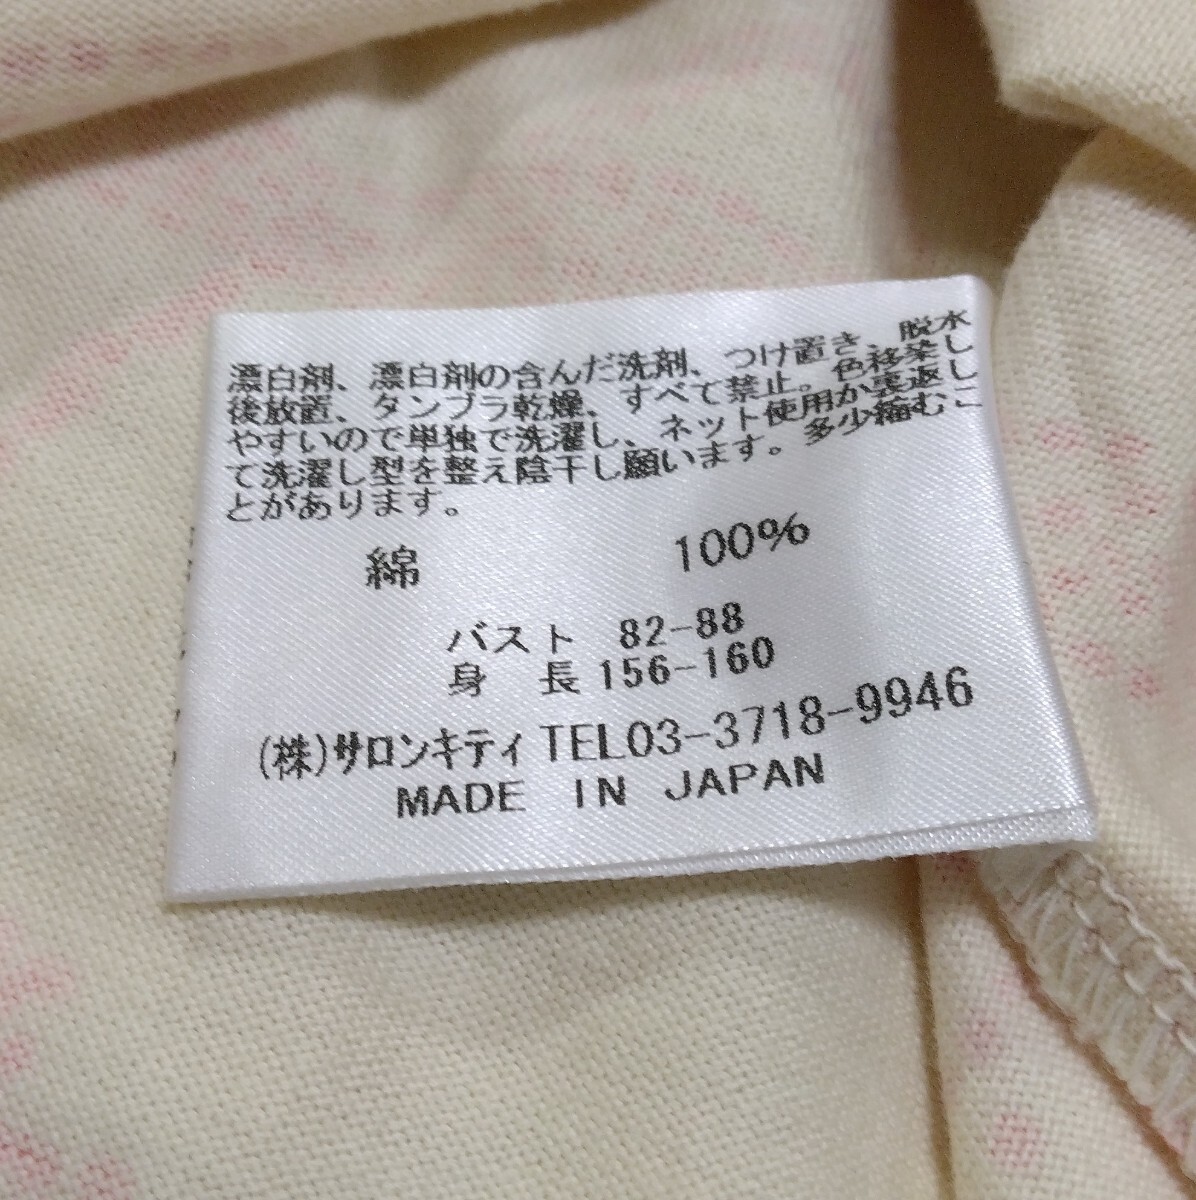 漂白剤、漂白剤の含んだ洗剤、つけ置き、脱水
後放置、タンブラ乾燥、すべて禁止。色移染し
やすいので単独で洗濯し、ネット使用か裏返し
て洗濯し型を整え陰干し願います。多少縮むこ
とがあります。
綿 100%
バスト 82-88
身 長 156-160
(株)サロンキティ TEL03-3718-9946
MADE IN JAPAN